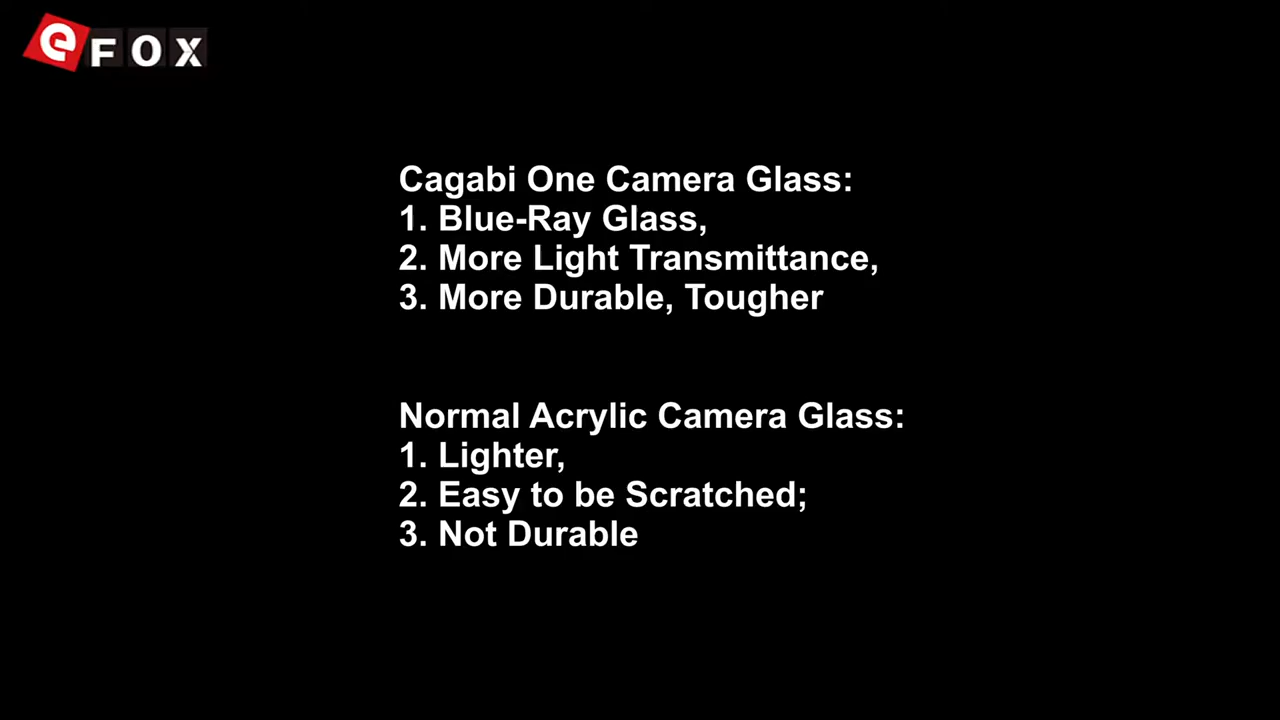 eFOX
Cagabi One Camera Glass:
1. Blue-Ray Glass,
2. More Light Transmittance,
3. More Durable, Tougher
Normal Acrylic Camera Glass:
1. Lighter,
2. Easy to be Scratched;
3. Not Durable